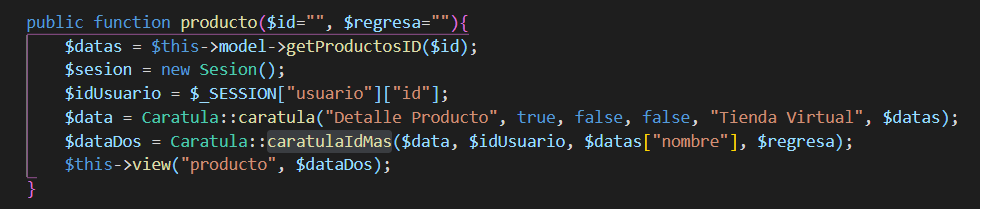 public function producto($id="", $regresa=""){
$datas = $this->model->getProductosID($id);
$sesion = new Sesion();
$idUsuario = $_SESSION["usuario"]["id"];
$data = Caratula::caratula("Detalle Producto", true, false, false, "Tienda Virtual", $datas);
$dataDos = Caratula::caratulaIdMas($data, $idUsuario, $datas["nombre"], $regresa);
$this->view("producto", $dataDos);
}